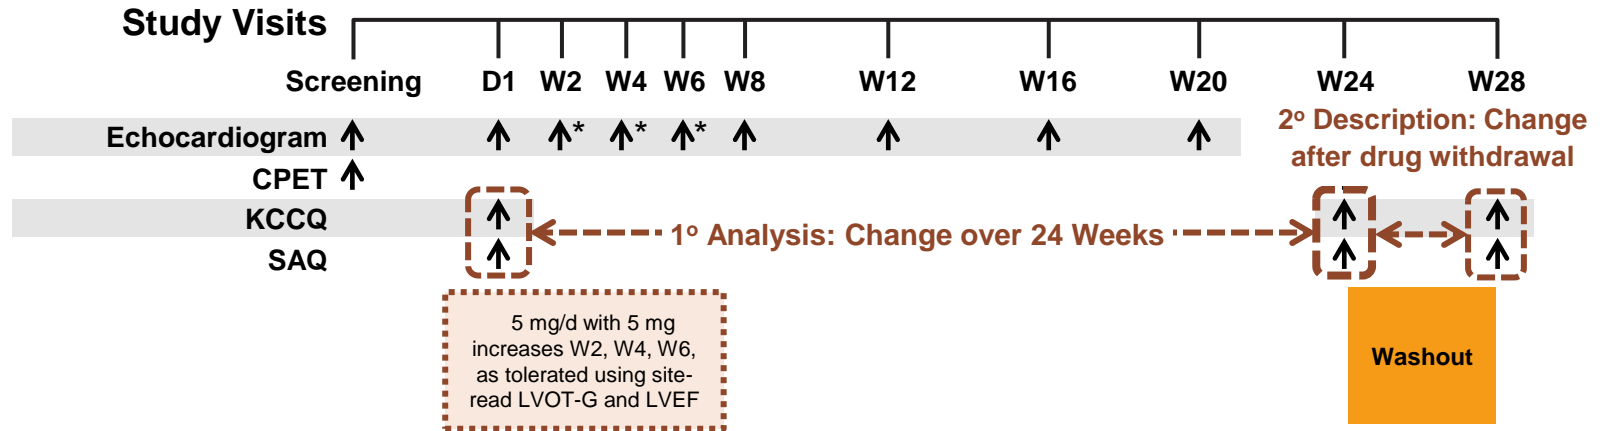 Study Visits
Screening D1 W2 W4 W6 W8 W12 W16 W20 W24 W28
Echocardiogram * * *
2º Description: Change
after drug withdrawal
CPET
KCCQ
1º Analysis: Change over 24 Weeks
SAQ
5 mg/d with 5 mg
increases W2, W4, W6,
as tolerated using site-
read LVOT-G and LVEF
Washout